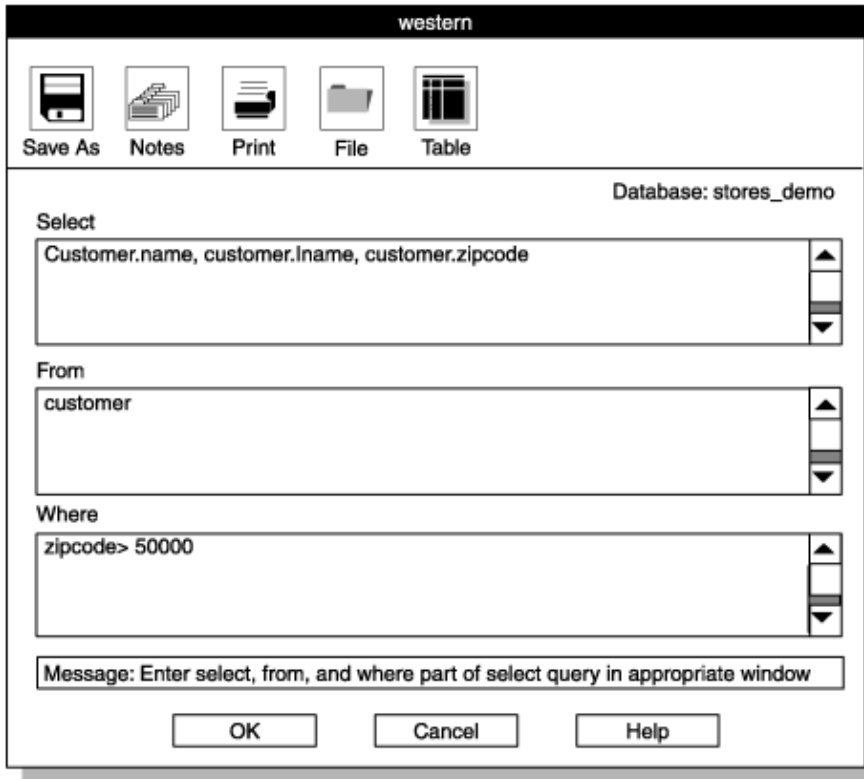 western
Save As Notes Print File Table
Database: stores_demo
Select
Customer.name, customer.lname, customer.zipcode
From
customer
Where
zipcode> 50000
Message: Enter select, from, and where part of select query in appropriate window
OK Cancel Help